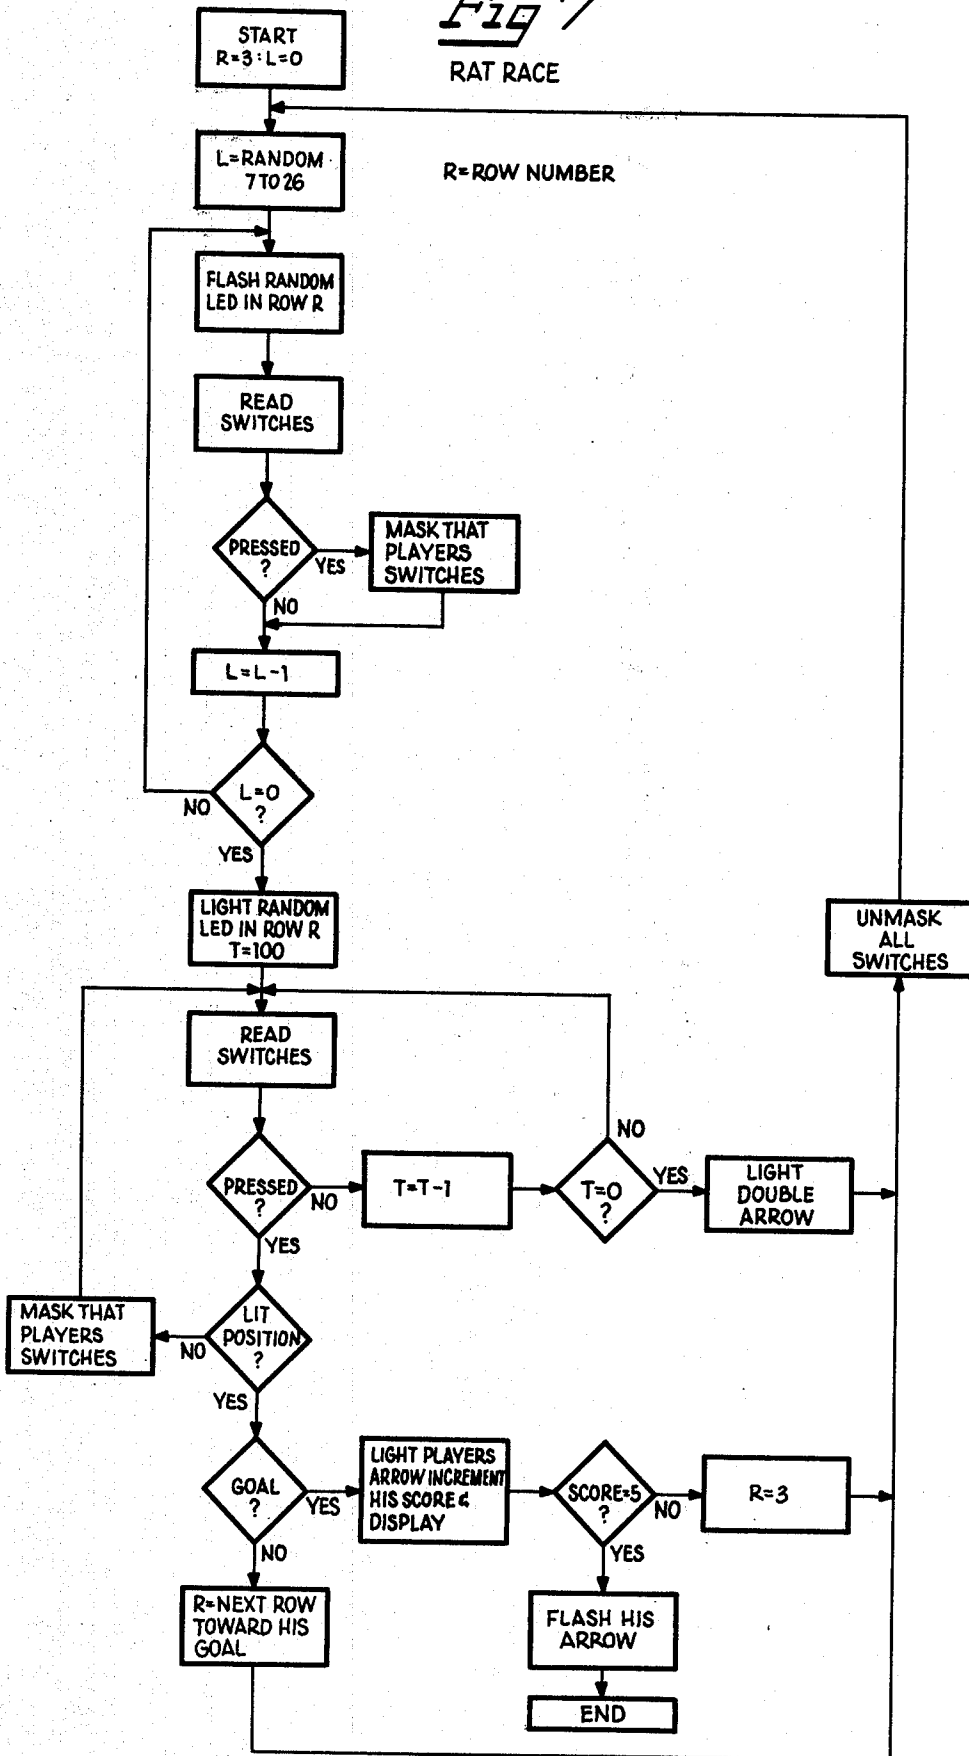 Fig 7
RAT RACE
START
R=3:L=0
L=RANDOM
7 TO 26
R=ROW NUMBER
FLASH RANDOM
LED IN ROW R
READ
SWITCHES
PRESSED
?
YES
NO
MASK THAT
PLAYERS
SWITCHES
L=L-1
L=0
?
NO
YES
LIGHT RANDOM
LED IN ROW R
T=100
UNMASK
ALL
SWITCHES
READ
SWITCHES
PRESSED
?
NO
YES
T=T-1
T=0
?
NO
YES
LIGHT
DOUBLE
ARROW
LIT
POSITION
?
NO
YES
MASK THAT
PLAYERS
SWITCHES
GOAL
?
YES
NO
LIGHT PLAYERS
ARROW INCREMENT
HIS SCORE &
DISPLAY
SCORE=5
?
NO
YES
R=3
R=NEXT ROW
TOWARD HIS
GOAL
FLASH HIS
ARROW
END